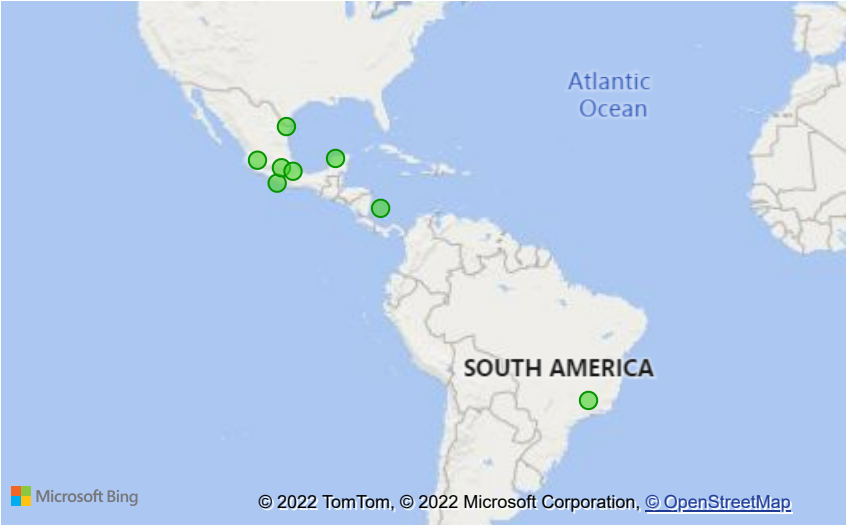 Atlantic
Ocean
SOUTH AMERICA
Microsoft Bing
© 2022 TomTom, © 2022 Microsoft Corporation, © OpenStreetMap